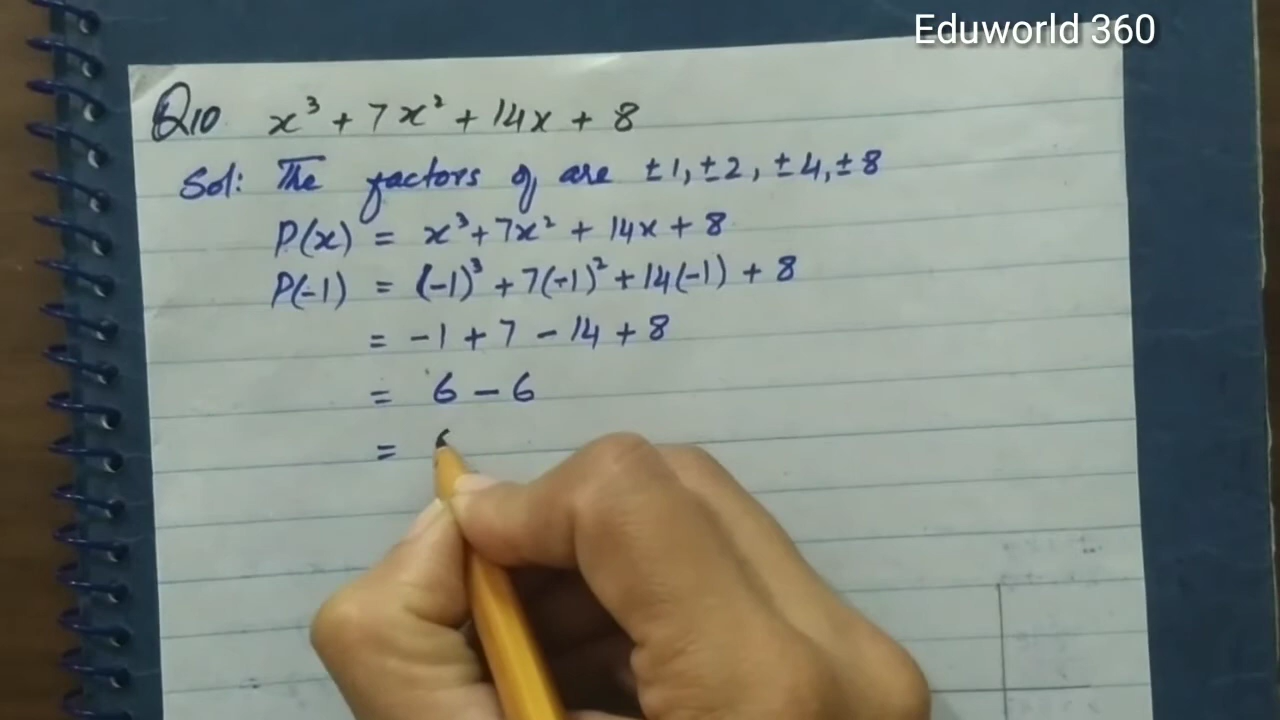 Eduworld 360
Q10 x³ + 7x² + 14x + 8
Sol: The factors of are ±1, ±2, ±4, ±8
P(x) = x³ + 7x² + 14x + 8
P(-1) = (-1)³ + 7(-1)² + 14(-1) + 8
= -1 + 7 - 14 + 8
= 6 - 6
=